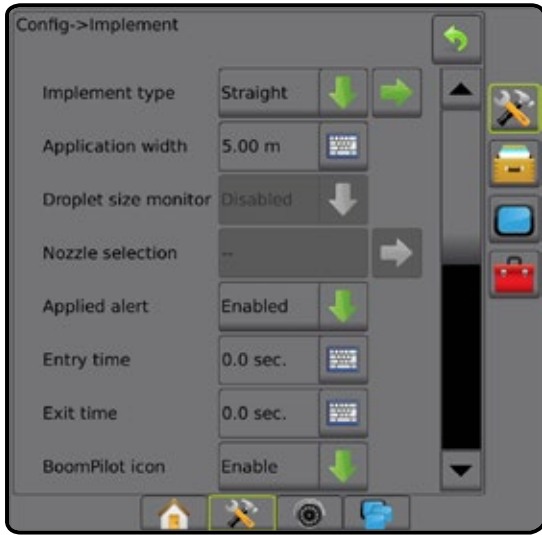 Config->Implement
Implement type Straight
Application width 5.00 m
Droplet size monitor Disabled
Nozzle selection --
Applied alert Enabled
Entry time 0.0 sec.
Exit time 0.0 sec.
BoomPilot icon Enable